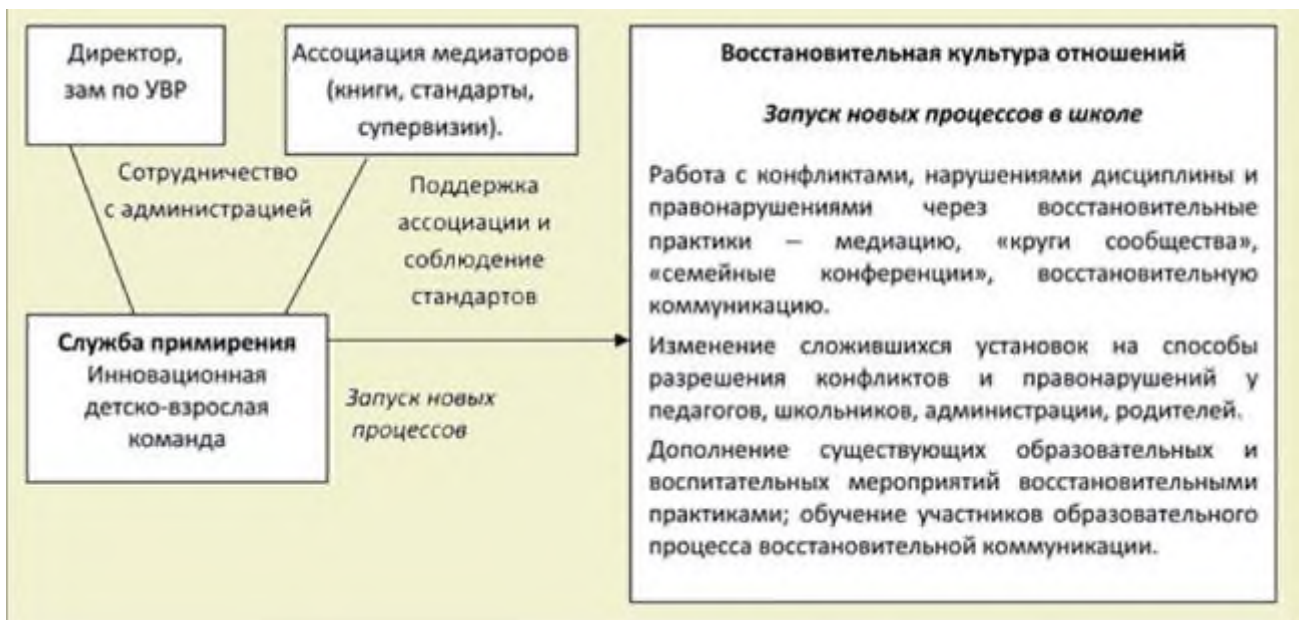 Директор,
зам по УВР
Ассоциация медиаторов
(книги, стандарты,
супервизии).
Сотрудничество
с администрацией
Поддержка
ассоциации и
соблюдение
стандартов
Служба примирения
Инновационная
детско-взрослая
команда
Запуск новых
процессов
Восстановительная культура отношений
Запуск новых процессов в школе
Работа с конфликтами, нарушениями дисциплины и
правонарушениями через восстановительные
практики – медиацию, «круги сообщества»,
«семейные конференции», восстановительную
коммуникацию.
Изменение сложившихся установок на способы
разрешения конфликтов и правонарушений у
педагогов, школьников, администрации, родителей.
Дополнение существующих образовательных и
воспитательных мероприятий восстановительными
практиками; обучение участников образовательного
процесса восстановительной коммуникации.